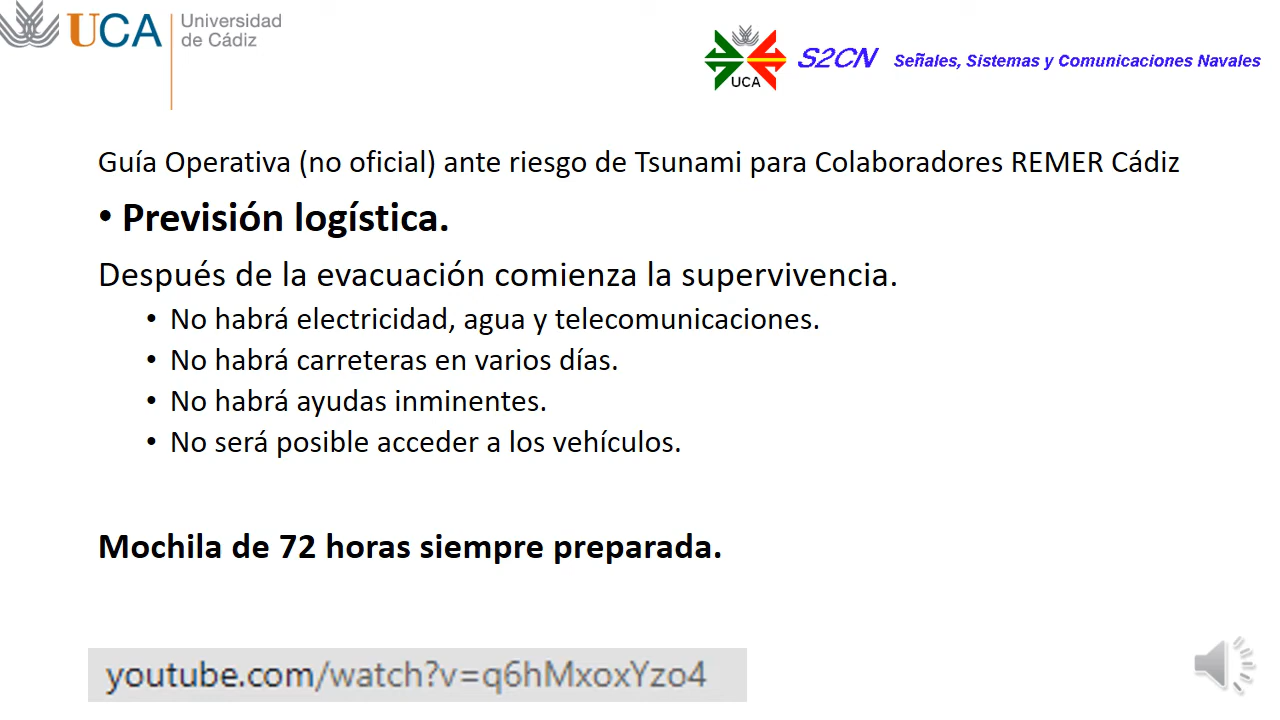 UCA Universidad
de Cádiz
UCA
S2CN Señales, Sistemas y Comunicaciones Navales
Guía Operativa (no oficial) ante riesgo de Tsunami para Colaboradores REMER Cádiz
• Previsión logística.
Después de la evacuación comienza la supervivencia.
• No habrá electricidad, agua y telecomunicaciones.
• No habrá carreteras en varios días.
• No habrá ayudas inminentes.
• No será posible acceder a los vehículos.
Mochila de 72 horas siempre preparada.
youtube.com/watch?v=q6hMxoxYzo4